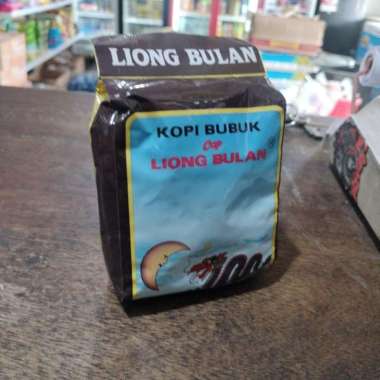 LIONG BULAN
KOPI BUBUK
Cap
LIONG BULAN®